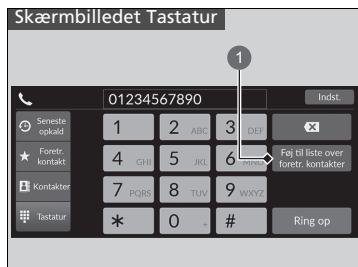 Skærmbilledet Tastatur
1
01234567890
Indst.
Seneste
opkald
1
2 ABC
3 DEF
Foretr.
kontakt
4 GHI
5 JKL
6 MNO
Føj til liste over
foretr. kontakter
Kontakter
7 PQRS
8 TUV
9 WXYZ
Tastatur
*
0 +
#
Ring op